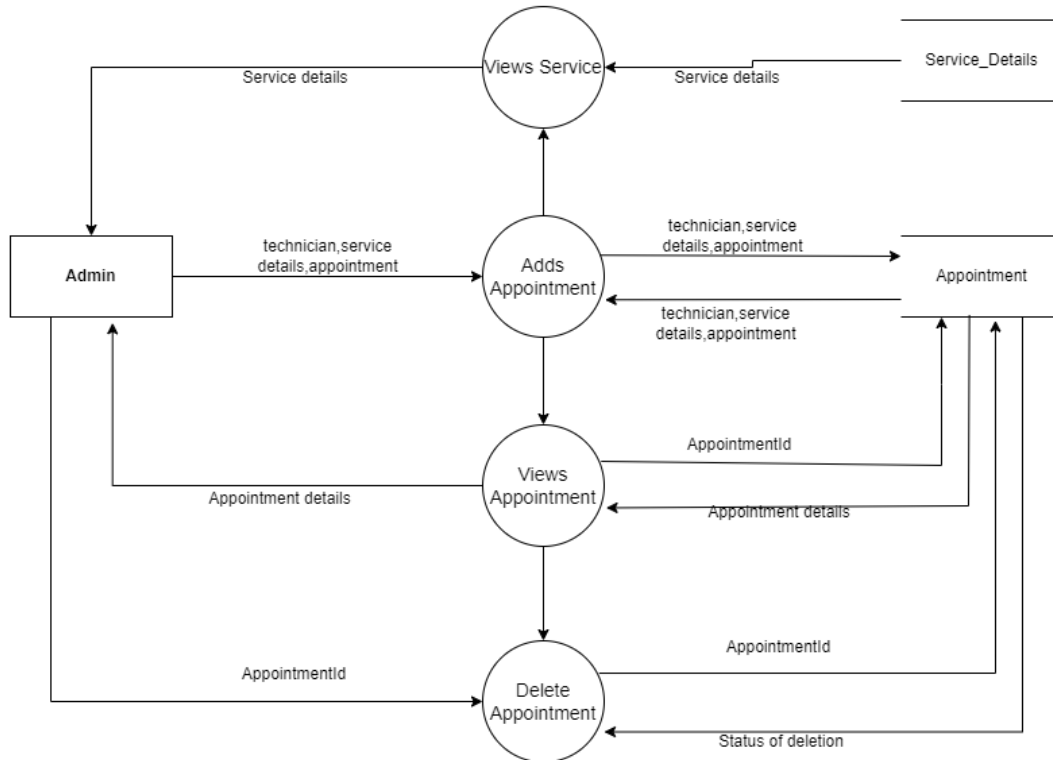 Views Service
Service_Details
Service details
Service details
technician,service
details,appointment
technician,service
details,appointment
Admin
Adds
Appointment
Appointment
technician,service
details,appointment
AppointmentId
Views
Appointment
Appointment details
Appointment details
AppointmentId
AppointmentId
Delete
Appointment
Status of deletion